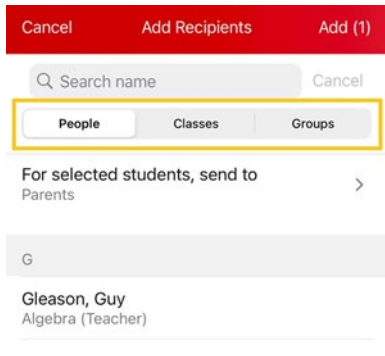 Cancel Add Recipients Add (1)
Search name Cancel
People Classes Groups
For selected students, send to
Parents
G
Gleason, Guy
Algebra (Teacher)